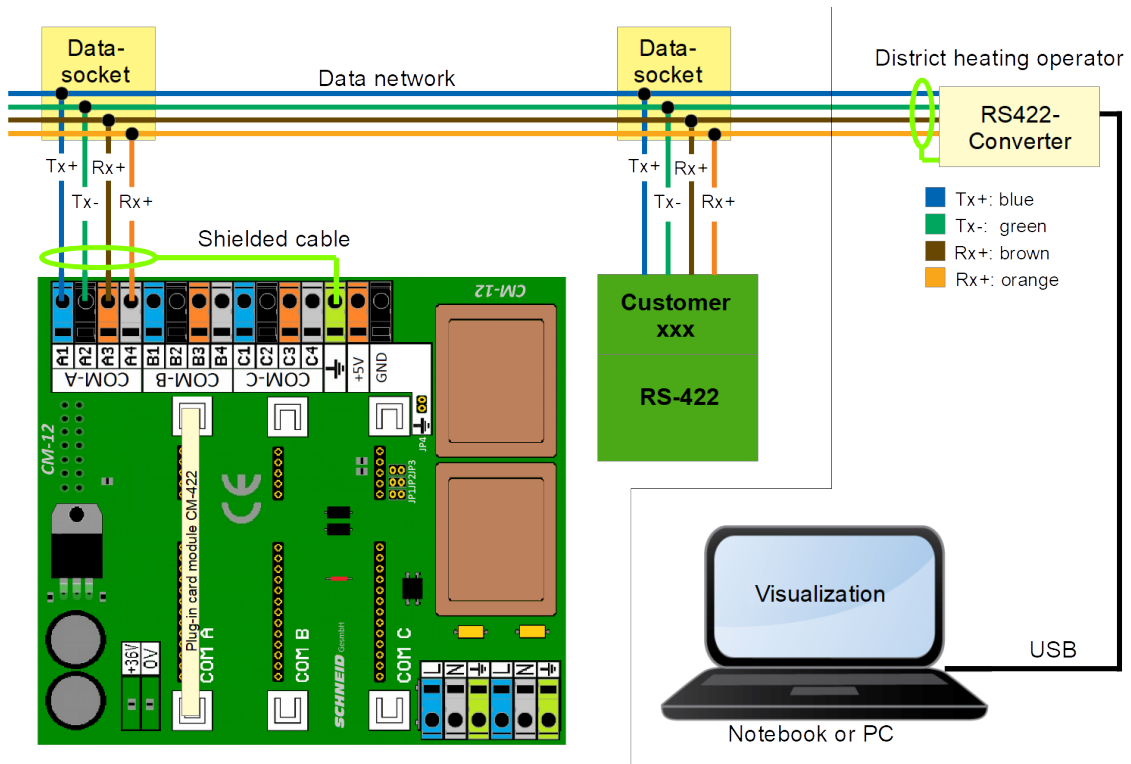 Data-
socket
Data network
Data-
socket
District heating operator
RS422-
Converter
Tx+
Rx+
Tx-
Rx+
Tx+
Rx+
Tx-
Rx+
Tx+: blue
Tx-: green
Rx+: brown
Rx+: orange
Shielded cable
CM-12
A1
A2
A3
A4
B1
B2
B3
B4
C1
C2
C3
C4
+5V
GND
COM-A
COM-B
COM-C
JP4
JP1JP2JP3
CM-12
Plug-in card module CM-422
CE
COM A
COM B
COM C
SCHNEID GesmbH
+36V
0V
L
N
L
N
Customer
xxx
RS-422
Visualization
USB
Notebook or PC